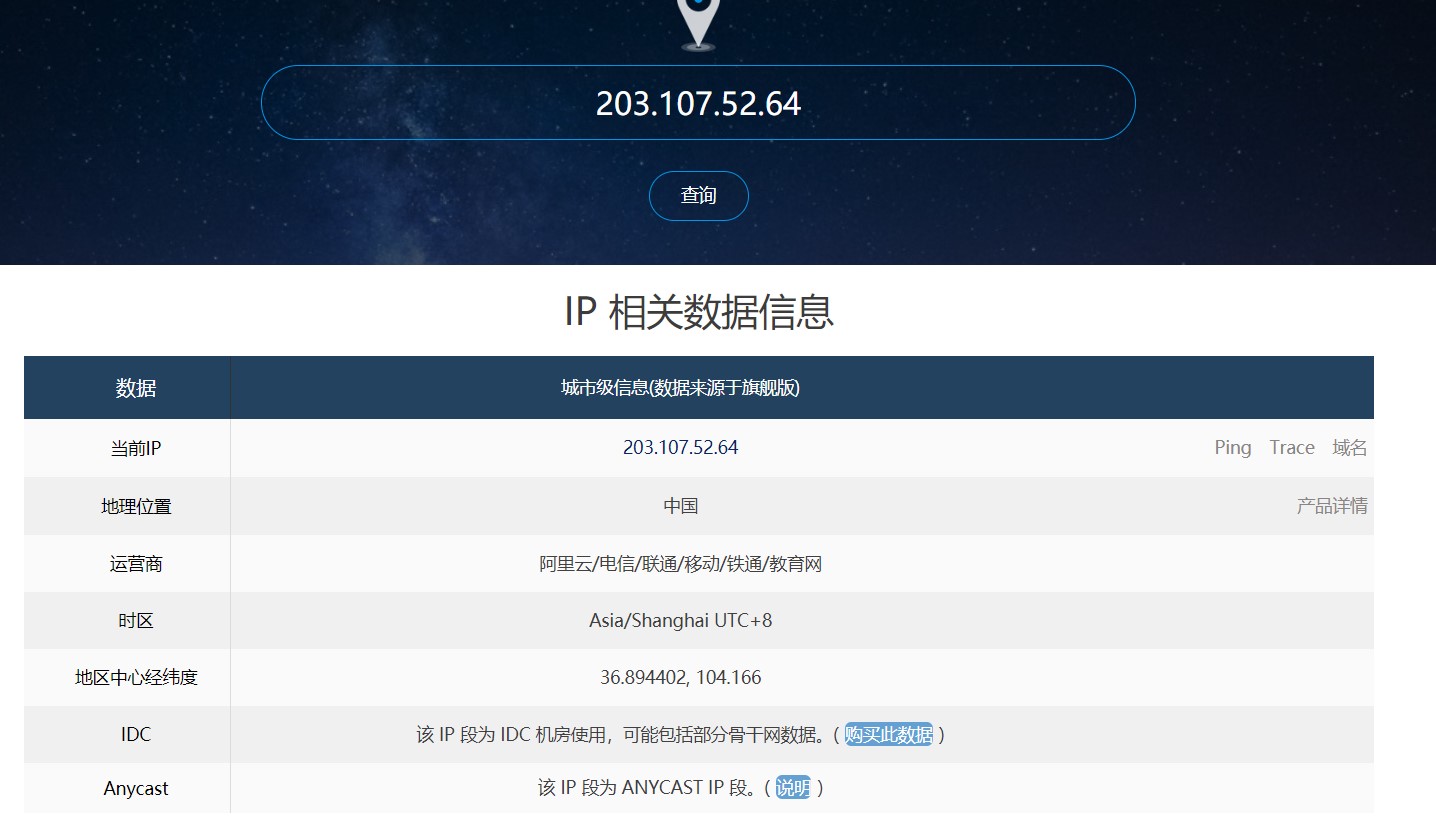 203.107.52.64
查询
IP 相关数据信息
数据 城市级信息(数据来源于旗舰版)
当前IP 203.107.52.64 Ping Trace 域名
地理位置 中国 产品详情
运营商 阿里云/电信/联通/移动/铁通/教育网
时区 Asia/Shanghai UTC+8
地区中心经纬度 36.894402, 104.166
IDC 该 IP 段为 IDC 机房使用，可能包括部分骨干网数据。( 购买此数据 )
Anycast 该 IP 段为 ANYCAST IP 段。( 说明 )